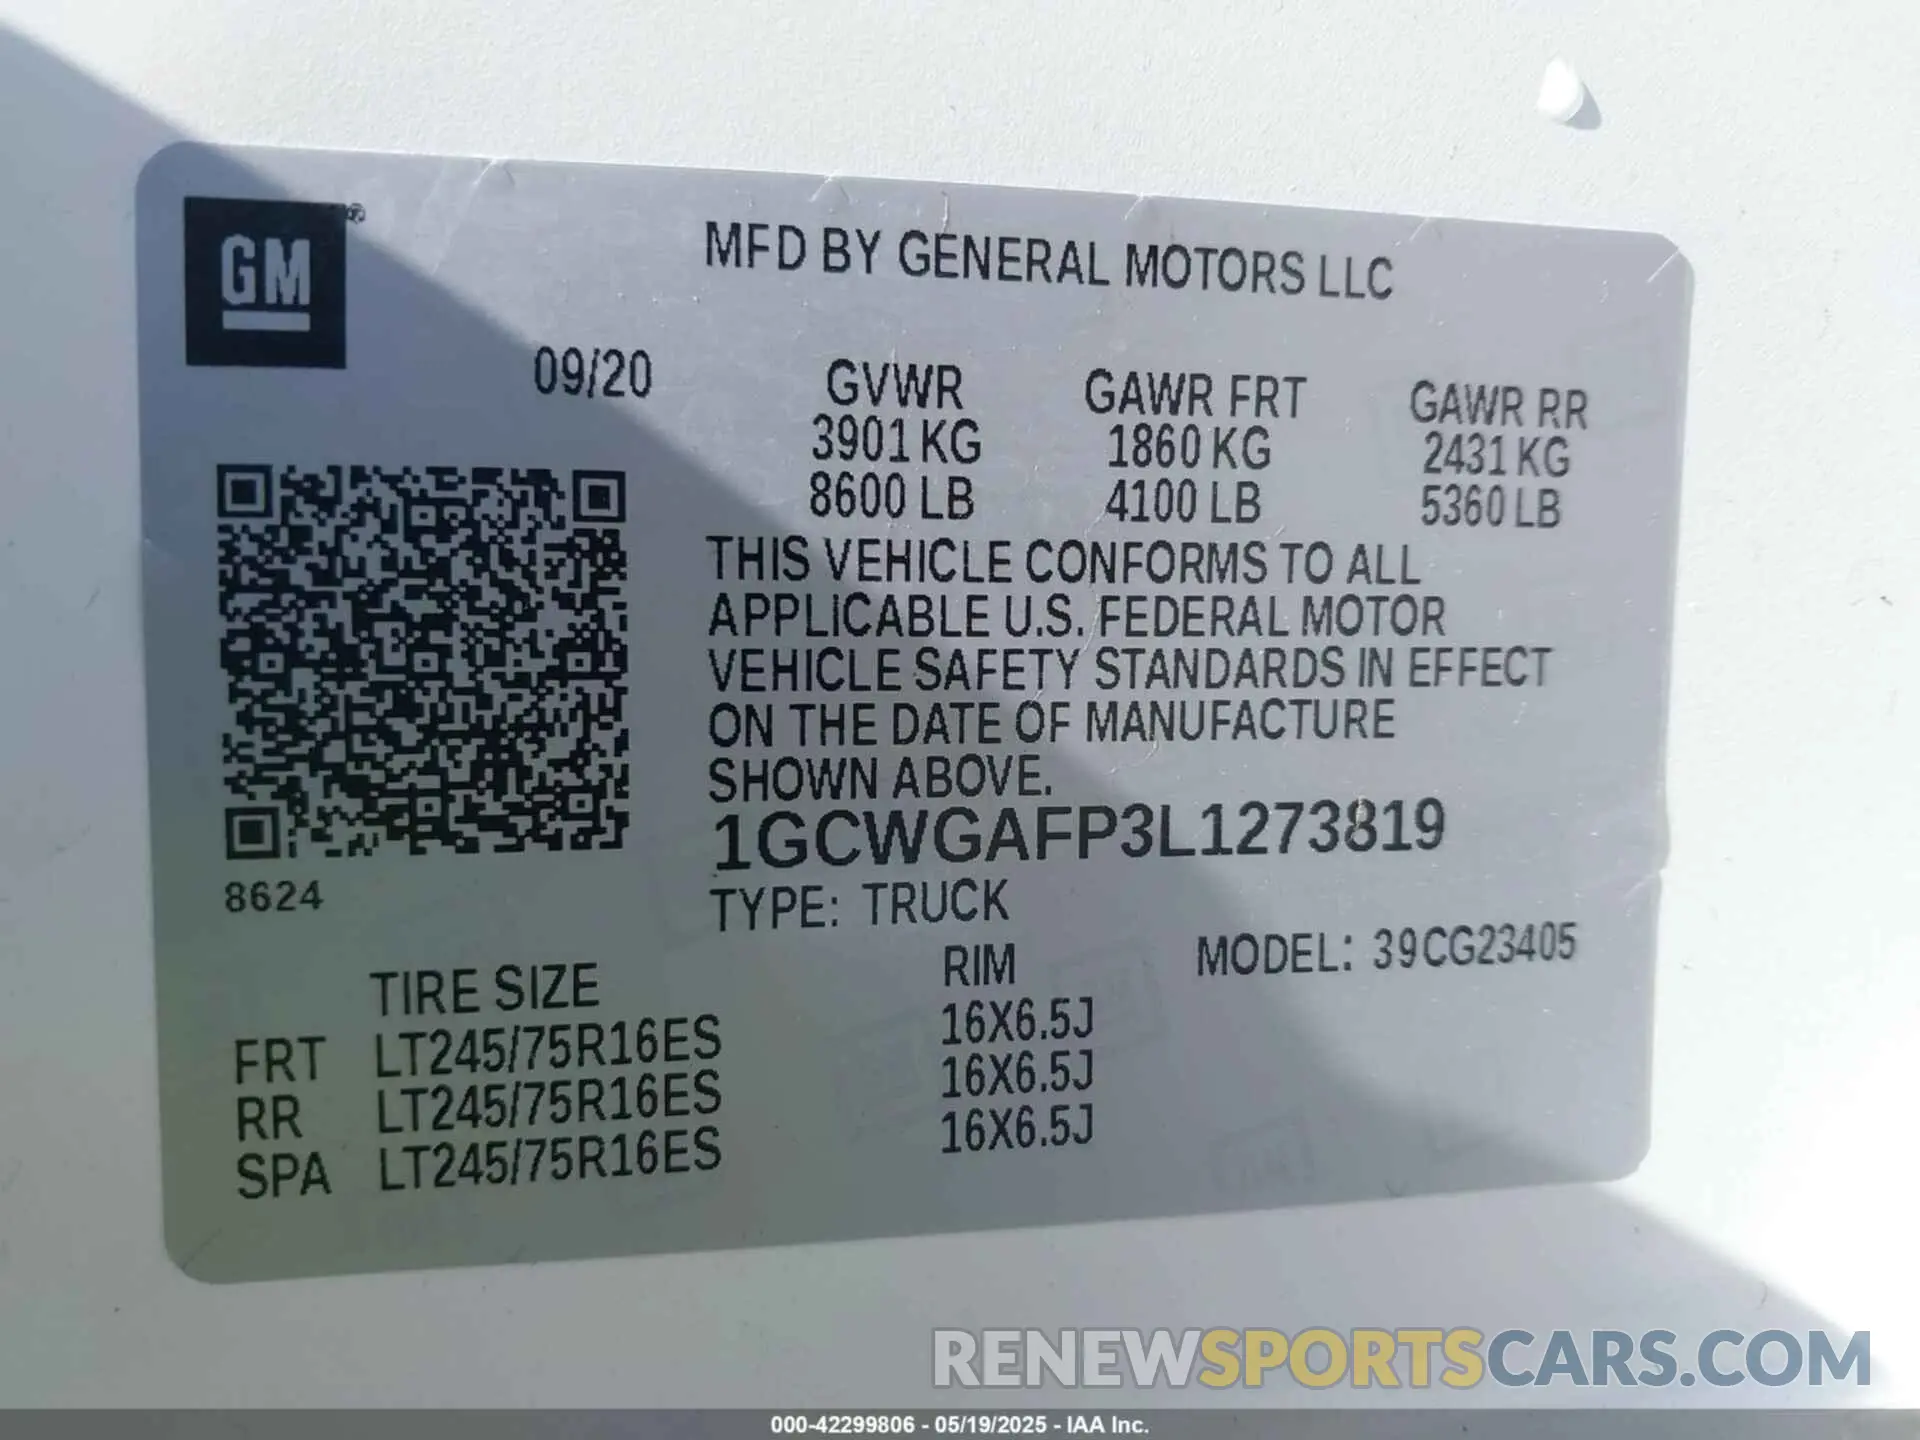 GM
®
MFD BY GENERAL MOTORS LLC
09/20
GVWR GAWR FRT GAWR RR
3901 KG 1860 KG 2431 KG
8600 LB 4100 LB 5360 LB
THIS VEHICLE CONFORMS TO ALL
APPLICABLE U.S. FEDERAL MOTOR
VEHICLE SAFETY STANDARDS IN EFFECT
ON THE DATE OF MANUFACTURE
SHOWN ABOVE.
1GCWGAFP3L1273819
8624
TYPE: TRUCK
MODEL: 39CG23405
TIRE SIZE RIM
FRT LT245/75R16ES 16X6.5J
RR LT245/75R16ES 16X6.5J
SPA LT245/75R16ES 16X6.5J
RENEWSPORTSCARS.COM
000-42299806 - 05/19/2025 - IAA Inc.